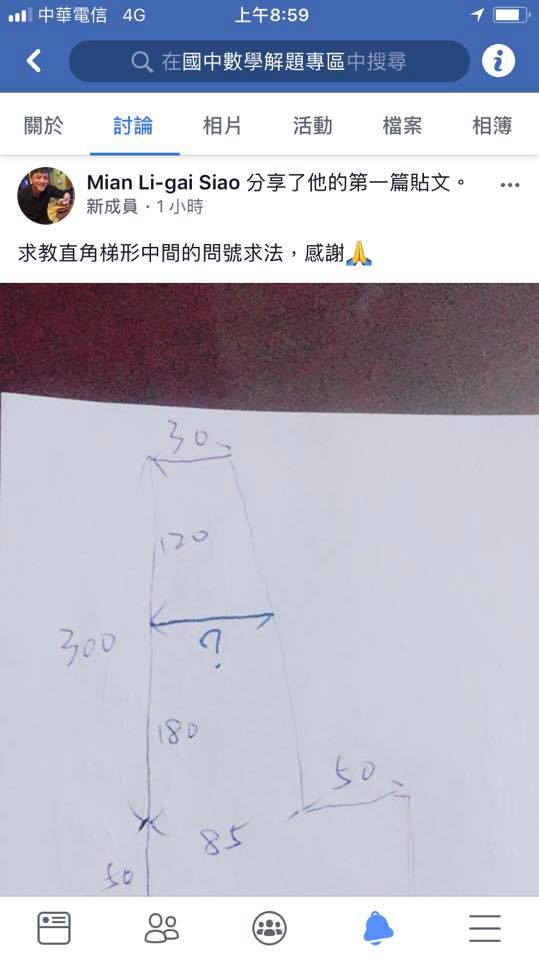 中華電信 4G 上午8:59
在國中數學解題專區中搜尋
關於 討論 相片 活動 檔案 相簿
Mian Li-gai Siao 分享了他的第一篇貼文。
新成員・1 小時
求教直角梯形中間的問號求法，感謝🙏
30
120
300
?
180
50
85
50